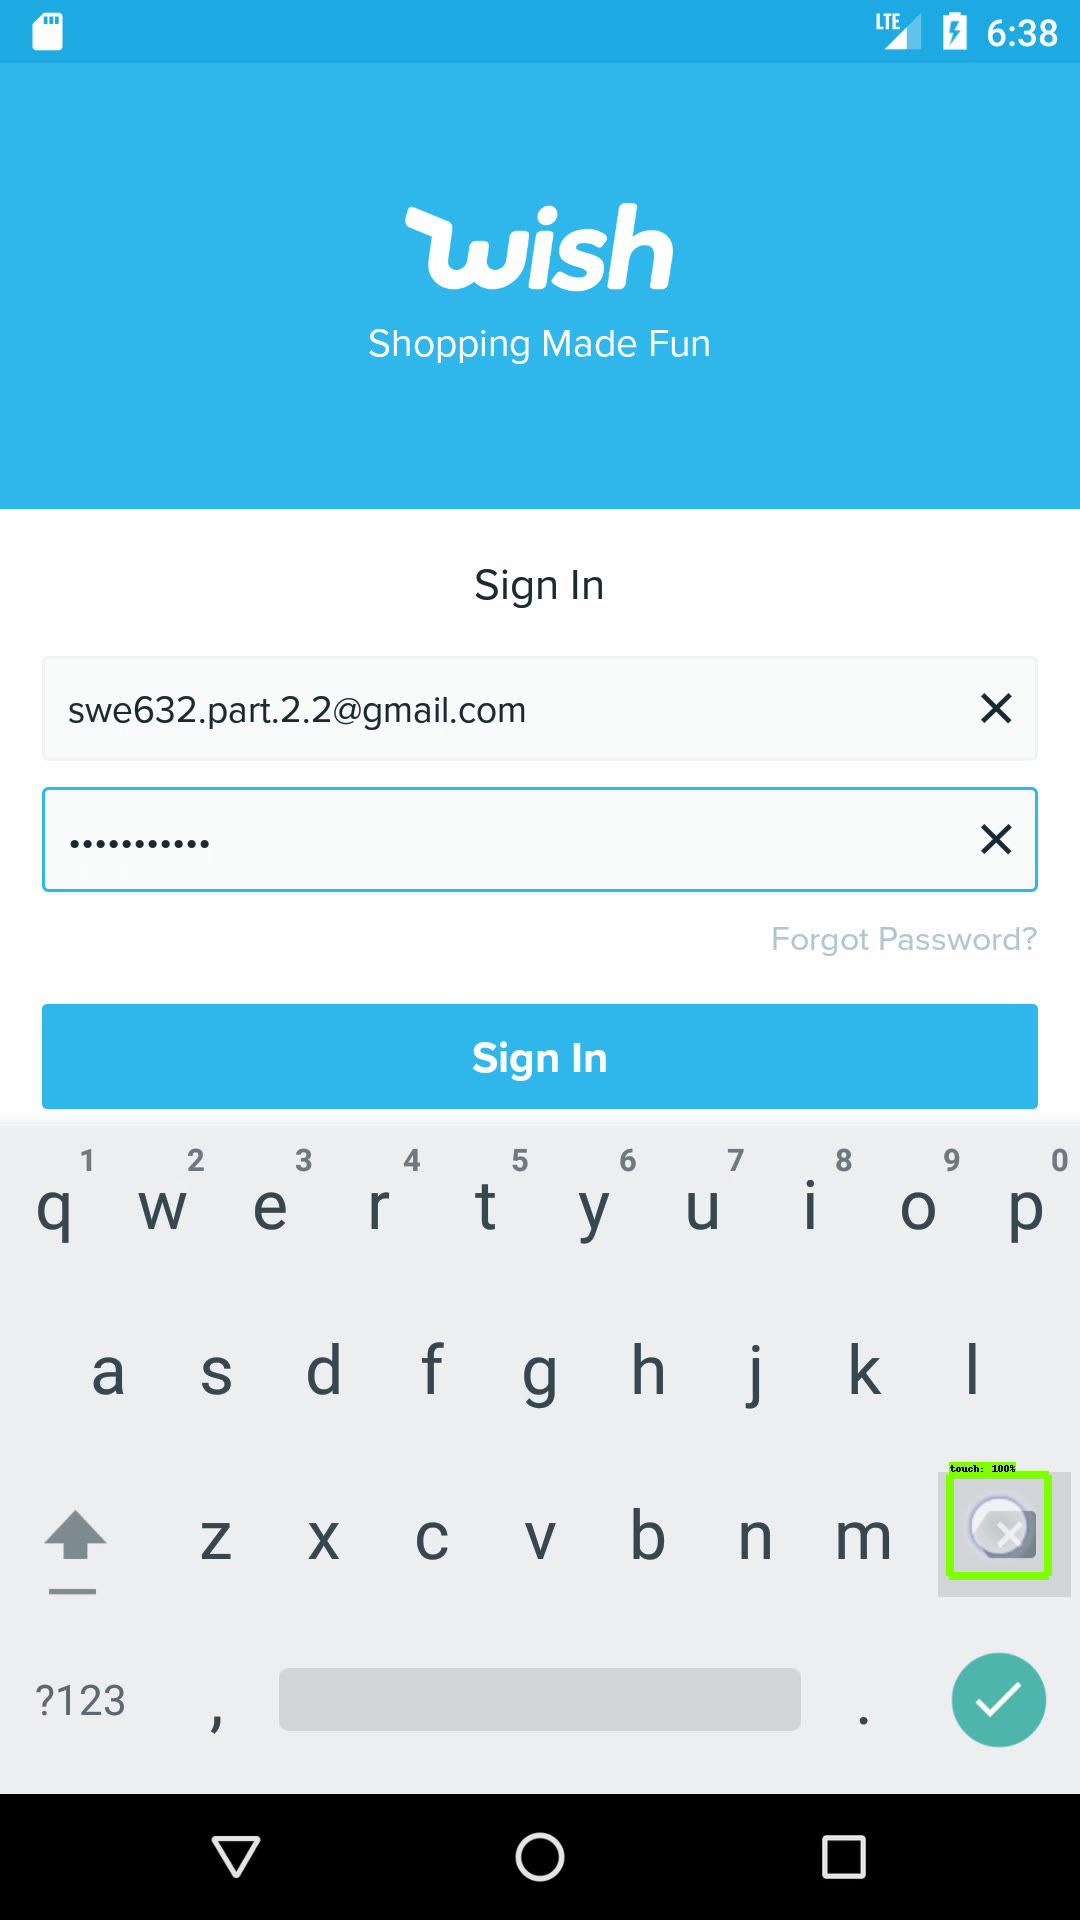 LTE 6:38
wish
Shopping Made Fun
Sign In
swe632.part.2.2@gmail.com
•••••••••••
Forgot Password?
Sign In
1 2 3 4 5 6 7 8 9 0
q w e r t y u i o p
a s d f g h j k l
touch: 100%
z x c v b n m
?123 , .